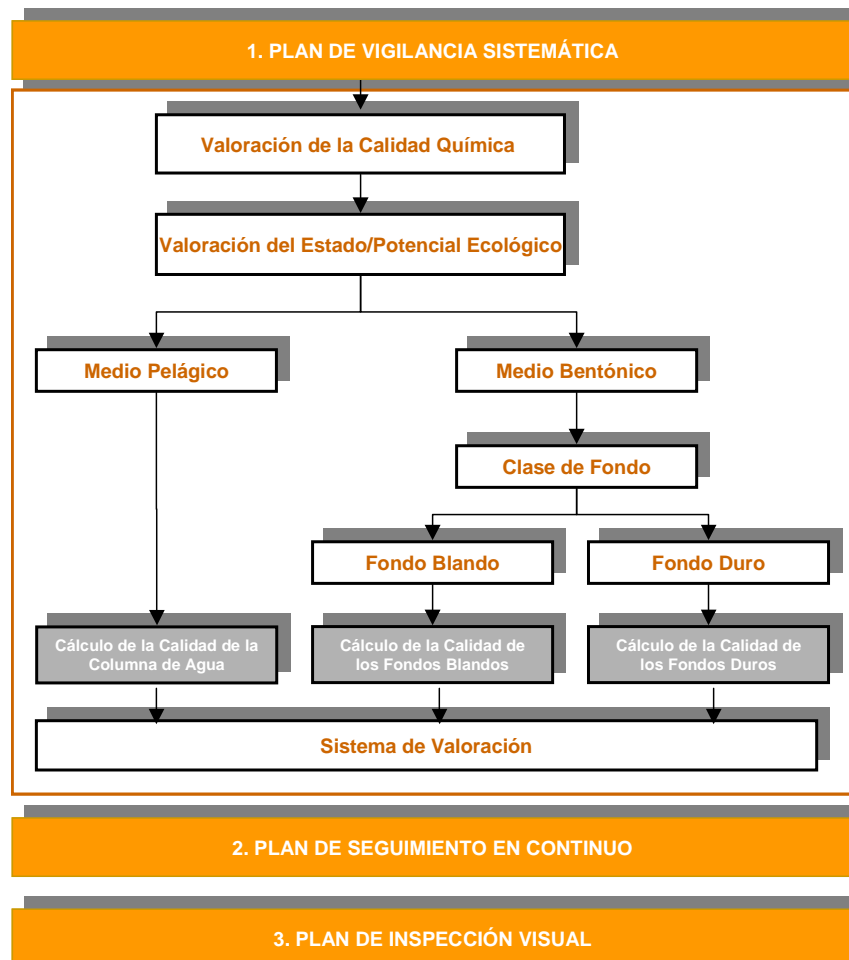 1. PLAN DE VIGILANCIA SISTEMÁTICA
Valoración de la Calidad Química
Valoración del Estado/Potencial Ecológico
Medio Pelágico
Medio Bentónico
Clase de Fondo
Fondo Blando
Fondo Duro
Cálculo de la Calidad de la
Columna de Agua
Cálculo de la Calidad de
los Fondos Blandos
Cálculo de la Calidad de
los Fondos Duros
Sistema de Valoración
2. PLAN DE SEGUIMIENTO EN CONTINUO
3. PLAN DE INSPECCIÓN VISUAL